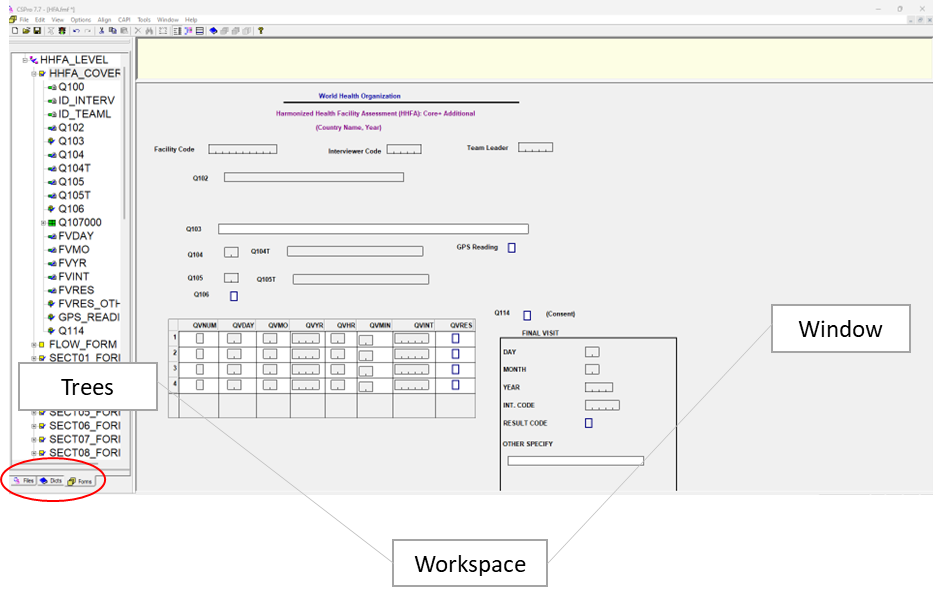 CSPro 7.7 - [HFA.fmf *]
File Edit View Options Align CAPI Tools Window Help
HHFA_LEVEL
HHFA_COVER
Q100
ID_INTERV
ID_TEAML
Q102
Q103
Q104
Q104T
Q105
Q105T
Q106
Q107000
FVDAY
FVMO
FVYR
FVINT
FVRES
FVRES_OTH
GPS_READI
Q114
FLOW_FORM
SECT01_FORI
SECT05_FORI
SECT06_FORI
SECT07_FORI
SECT08_FORI
Files Dicts Forms
World Health Organization
Harmonized Health Facility Assessment (HHFA): Core+ Additional
(Country Name, Year)
Facility Code Interviewer Code Team Leader
Q102
Q103
Q104 Q104T GPS Reading
Q105 Q105T
Q106
QVNUM QVDAY QVMO QVYR QVHR QVMIN QVINT QVRES
1
2
3
4
Q114 (Consent)
FINAL VISIT
DAY
MONTH
YEAR
INT. CODE
RESULT CODE
OTHER SPECIFY
Trees
Window
Workspace